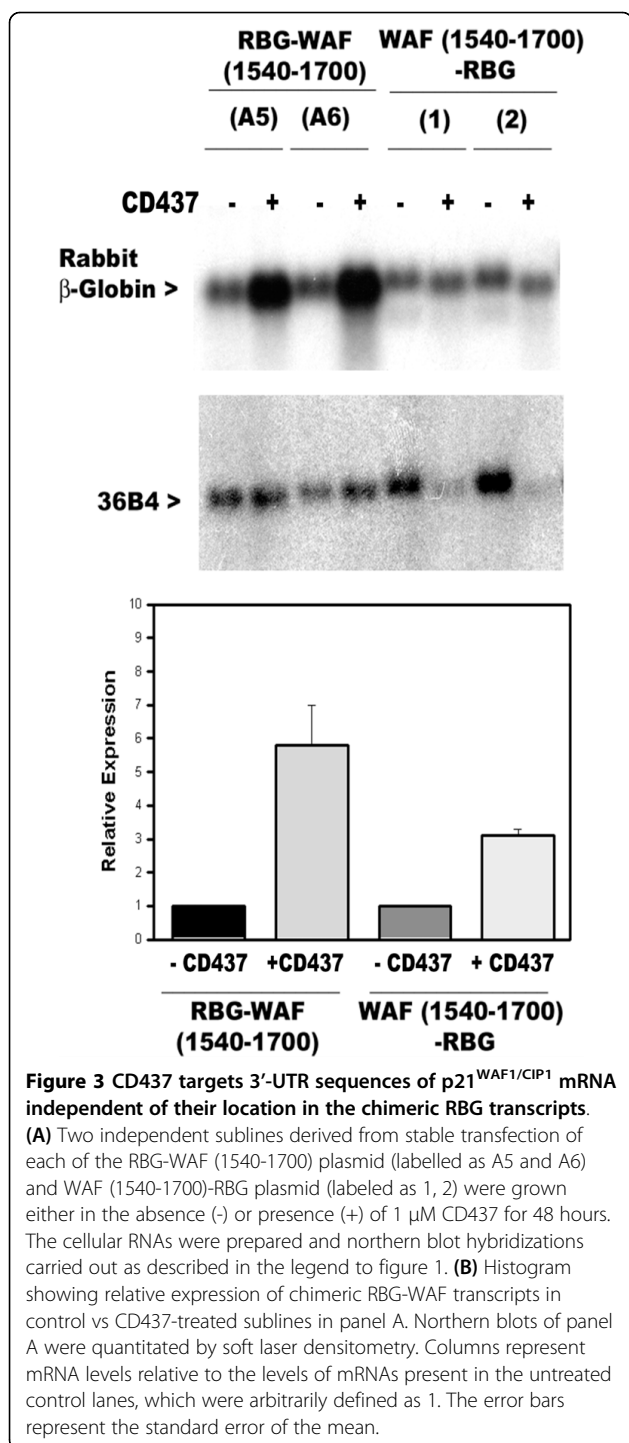 RBG-WAF WAF (1540-1700)
(1540-1700) -RBG
(A5) (A6) (1) (2)
CD437 - + - + - + - +
Rabbit
β-Globin >
36B4 >
10
9
8
7
6
5
4
3
2
1
0
Relative Expression
- CD437 +CD437 - CD437 + CD437
RBG-WAF WAF (1540-1700)
(1540-1700) -RBG
Figure 3 CD437 targets 3'-UTR sequences of p21WAF1/CIP1 mRNA
independent of their location in the chimeric RBG transcripts.
(A) Two independent sublines derived from stable transfection of
each of the RBG-WAF (1540-1700) plasmid (labelled as A5 and A6)
and WAF (1540-1700)-RBG plasmid (labeled as 1, 2) were grown
either in the absence (-) or presence (+) of 1 μM CD437 for 48 hours.
The cellular RNAs were prepared and northern blot hybridizations
carried out as described in the legend to figure 1. (B) Histogram
showing relative expression of chimeric RBG-WAF transcripts in
control vs CD437-treated sublines in panel A. Northern blots of panel
A were quantitated by soft laser densitometry. Columns represent
mRNA levels relative to the levels of mRNAs present in the untreated
control lanes, which were arbitrarily defined as 1. The error bars
represent the standard error of the mean.